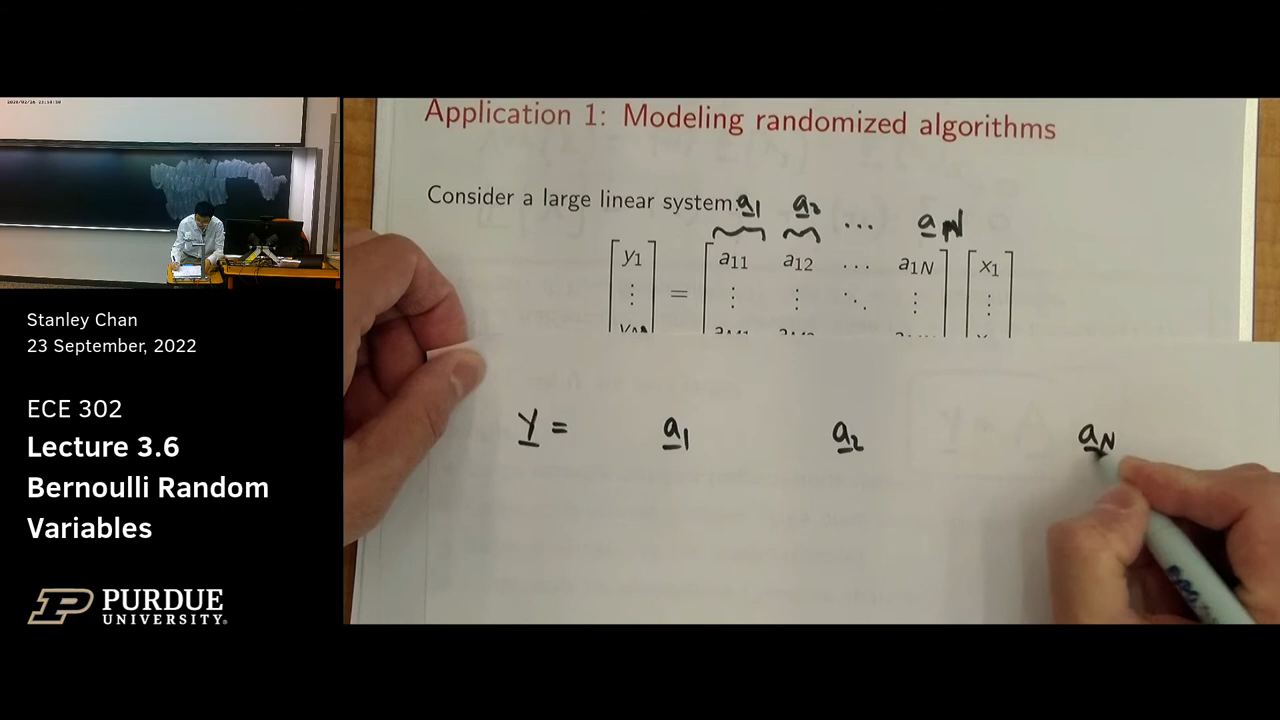 Stanley Chan
23 September, 2022
ECE 302
Lecture 3.6
Bernoulli Random
Variables
PURDUE
UNIVERSITY
Application 1: Modeling randomized algorithms
Consider a large linear system.
a1 a2 ... aN
y1 = a11 a12 ... a1N x1
⋮ ⋮ ⋮ ⋱ ⋮ ⋮
y = a1 a2 aN